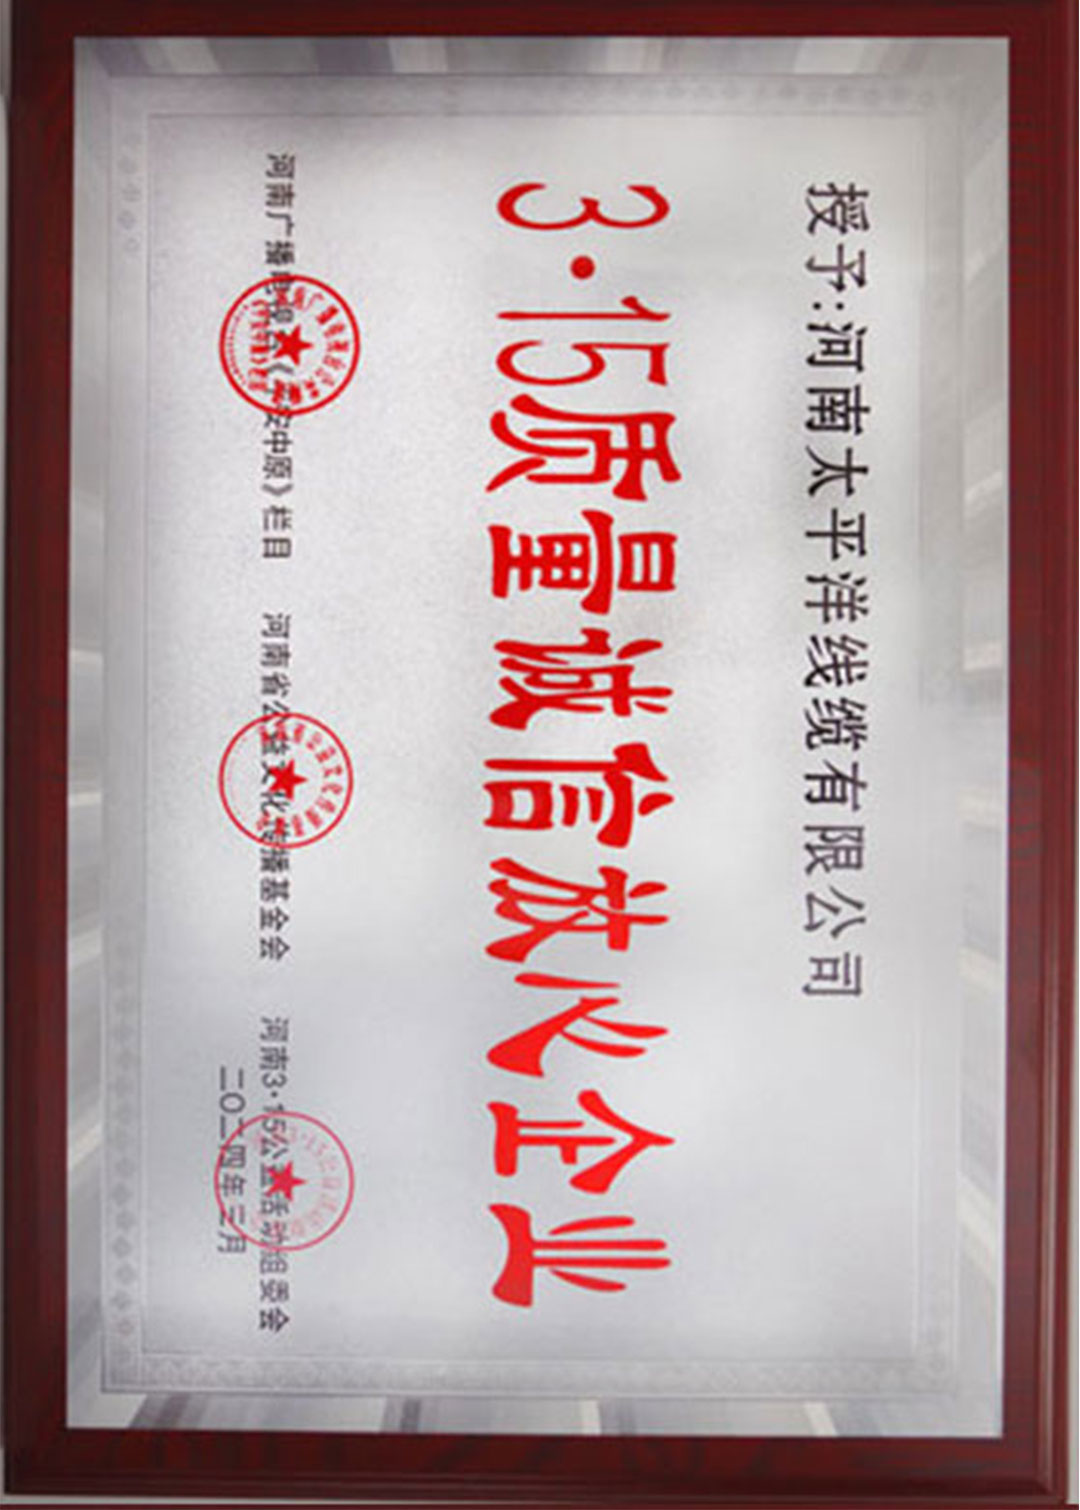 授予:河南太平洋线缆有限公司
3·15质量诚信放心企业
河南广播电视台《平安中原》栏目 河南省公益文化传播基金会 河南3·15公益活动组委会
二〇二四年三月